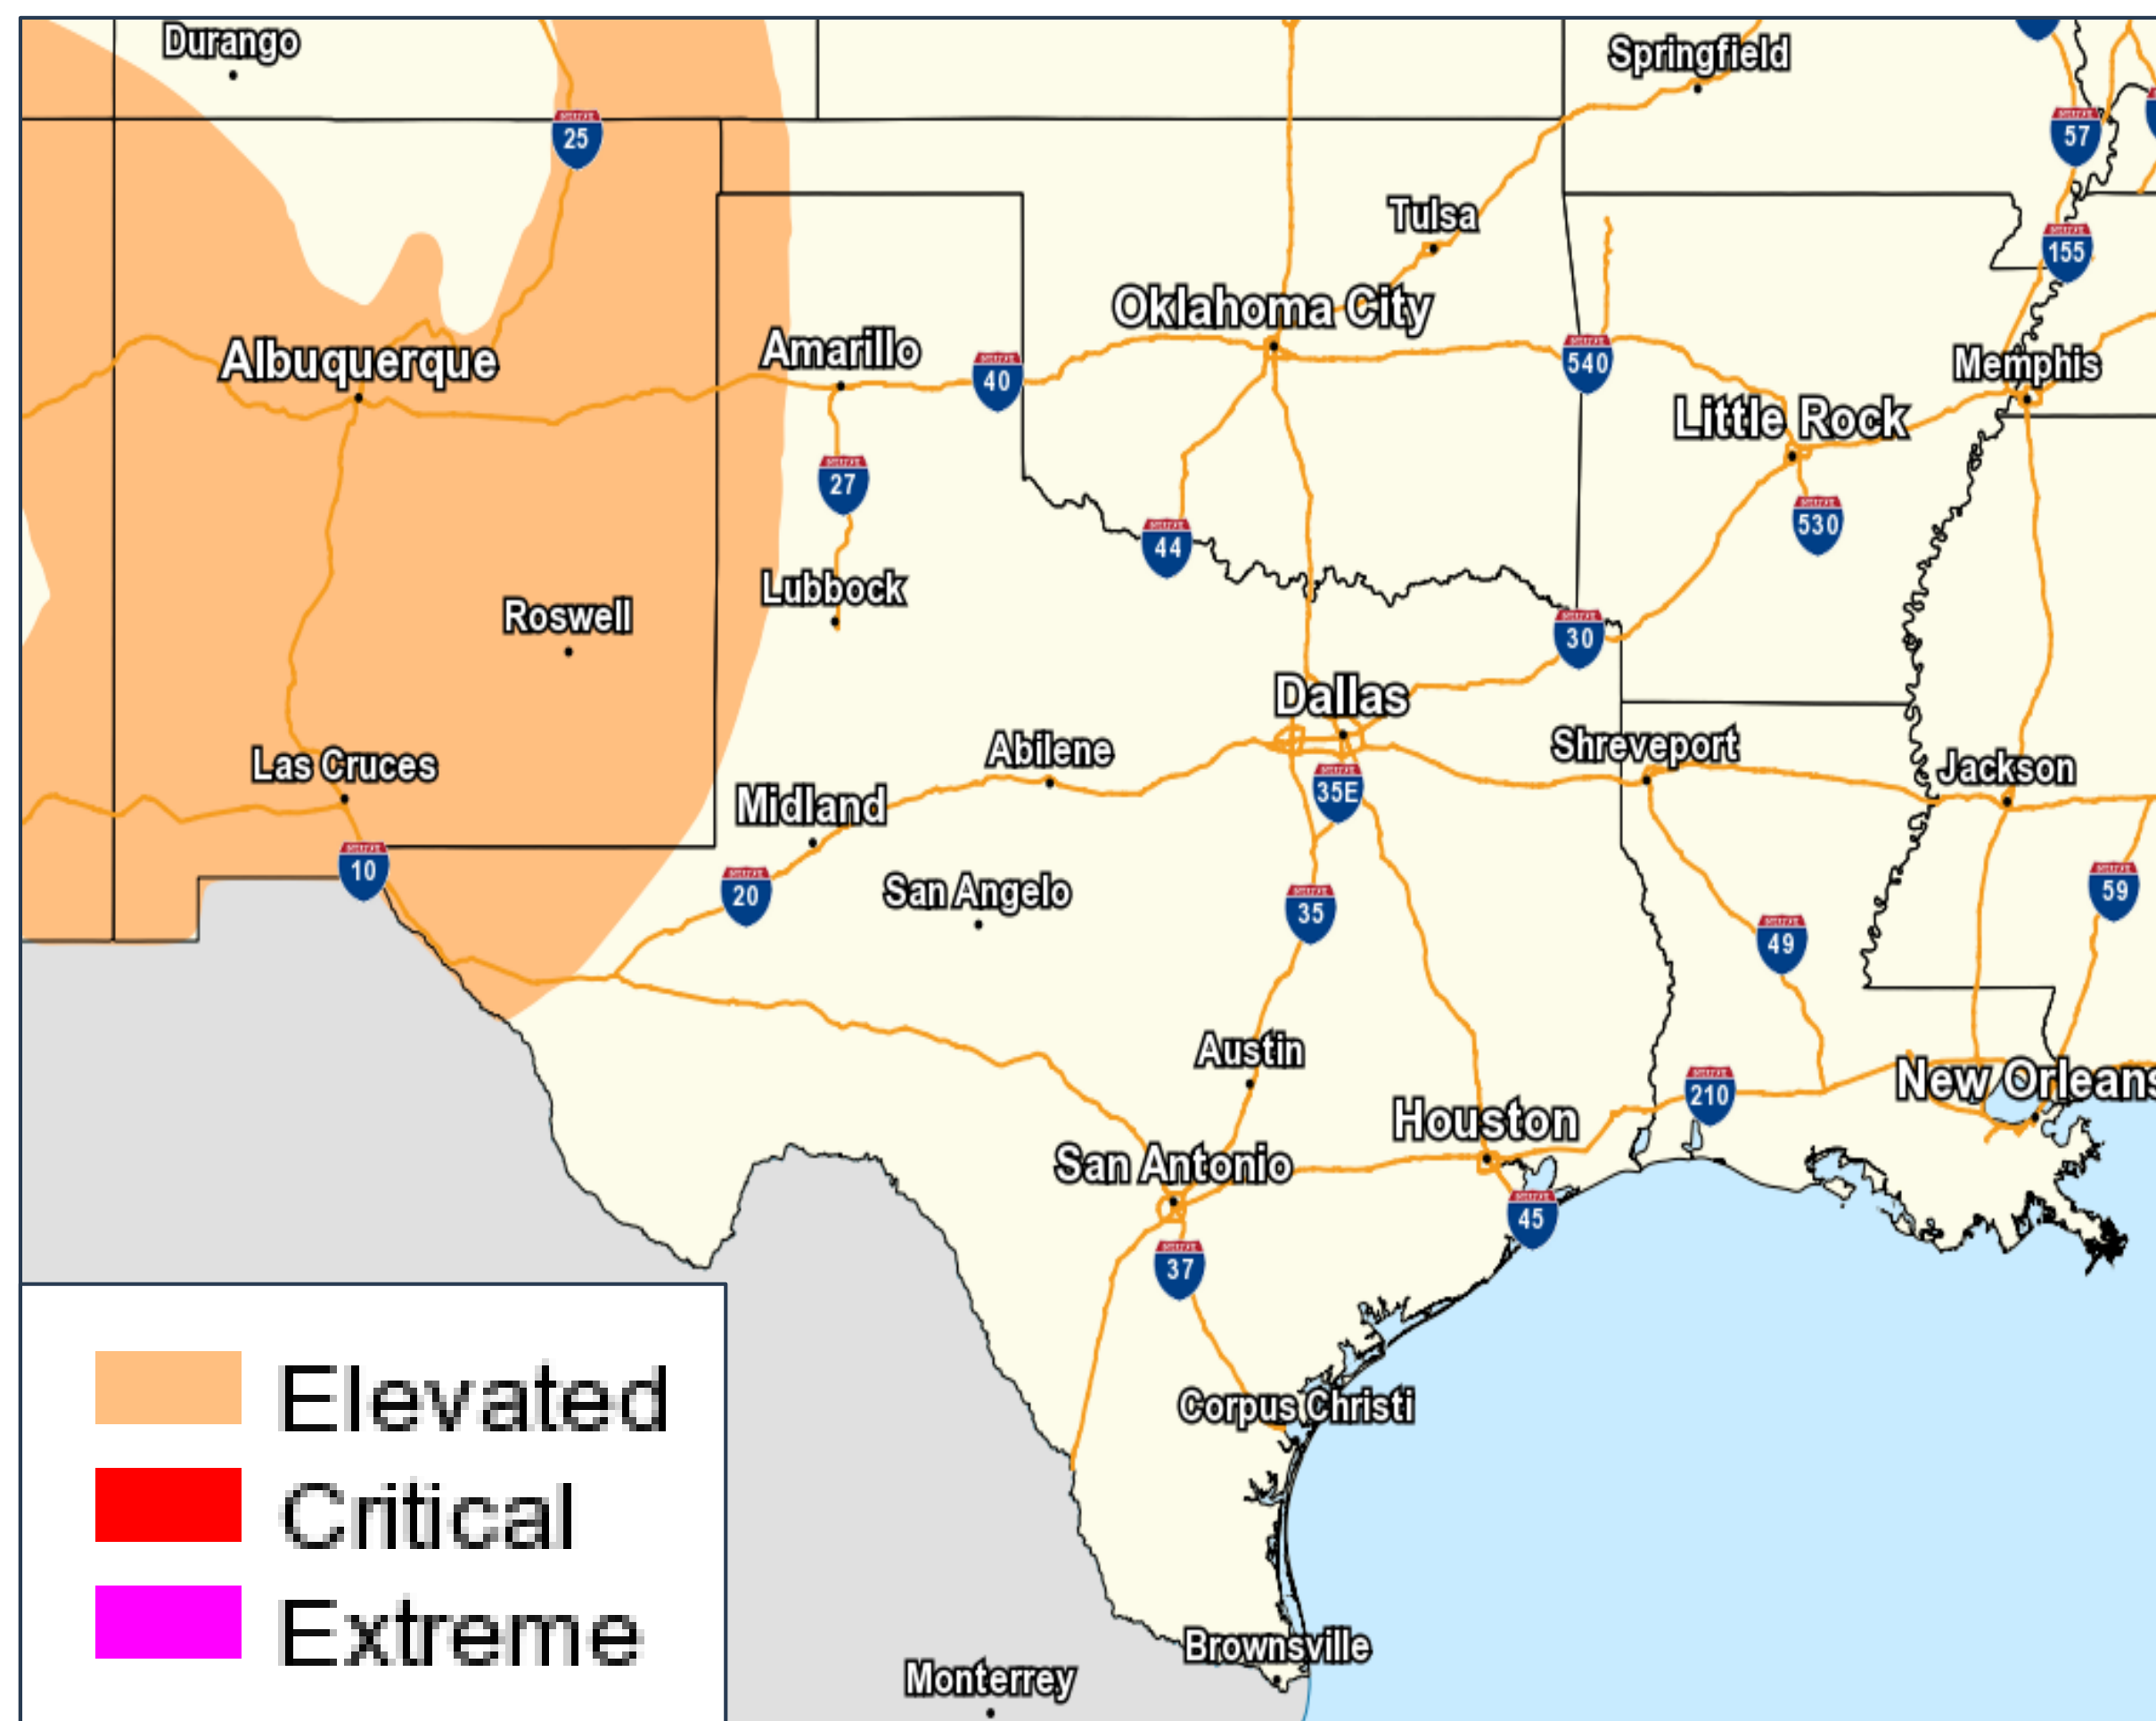 Durango
Springfield
25
57
Tulsa
155
Oklahoma City
Albuquerque
Amarillo
40
540
Memphis
Little Rock
27
530
44
Lubbock
Roswell
30
Dallas
Shreveport
Las Cruces
Abilene
Jackson
35E
Midland
10
20
San Angelo
35
59
49
Austin
210
New Orleans
Houston
San Antonio
45
37
Elevated
Corpus Christi
Critical
Extreme
Brownsville
Monterrey